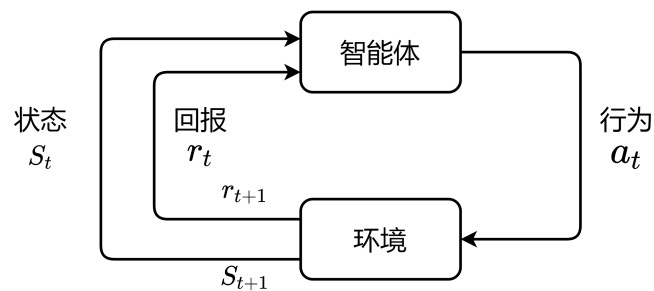 智能体
状态
S_t
回报
r_t
行为
a_t
r_{t+1}
环境
S_{t+1}